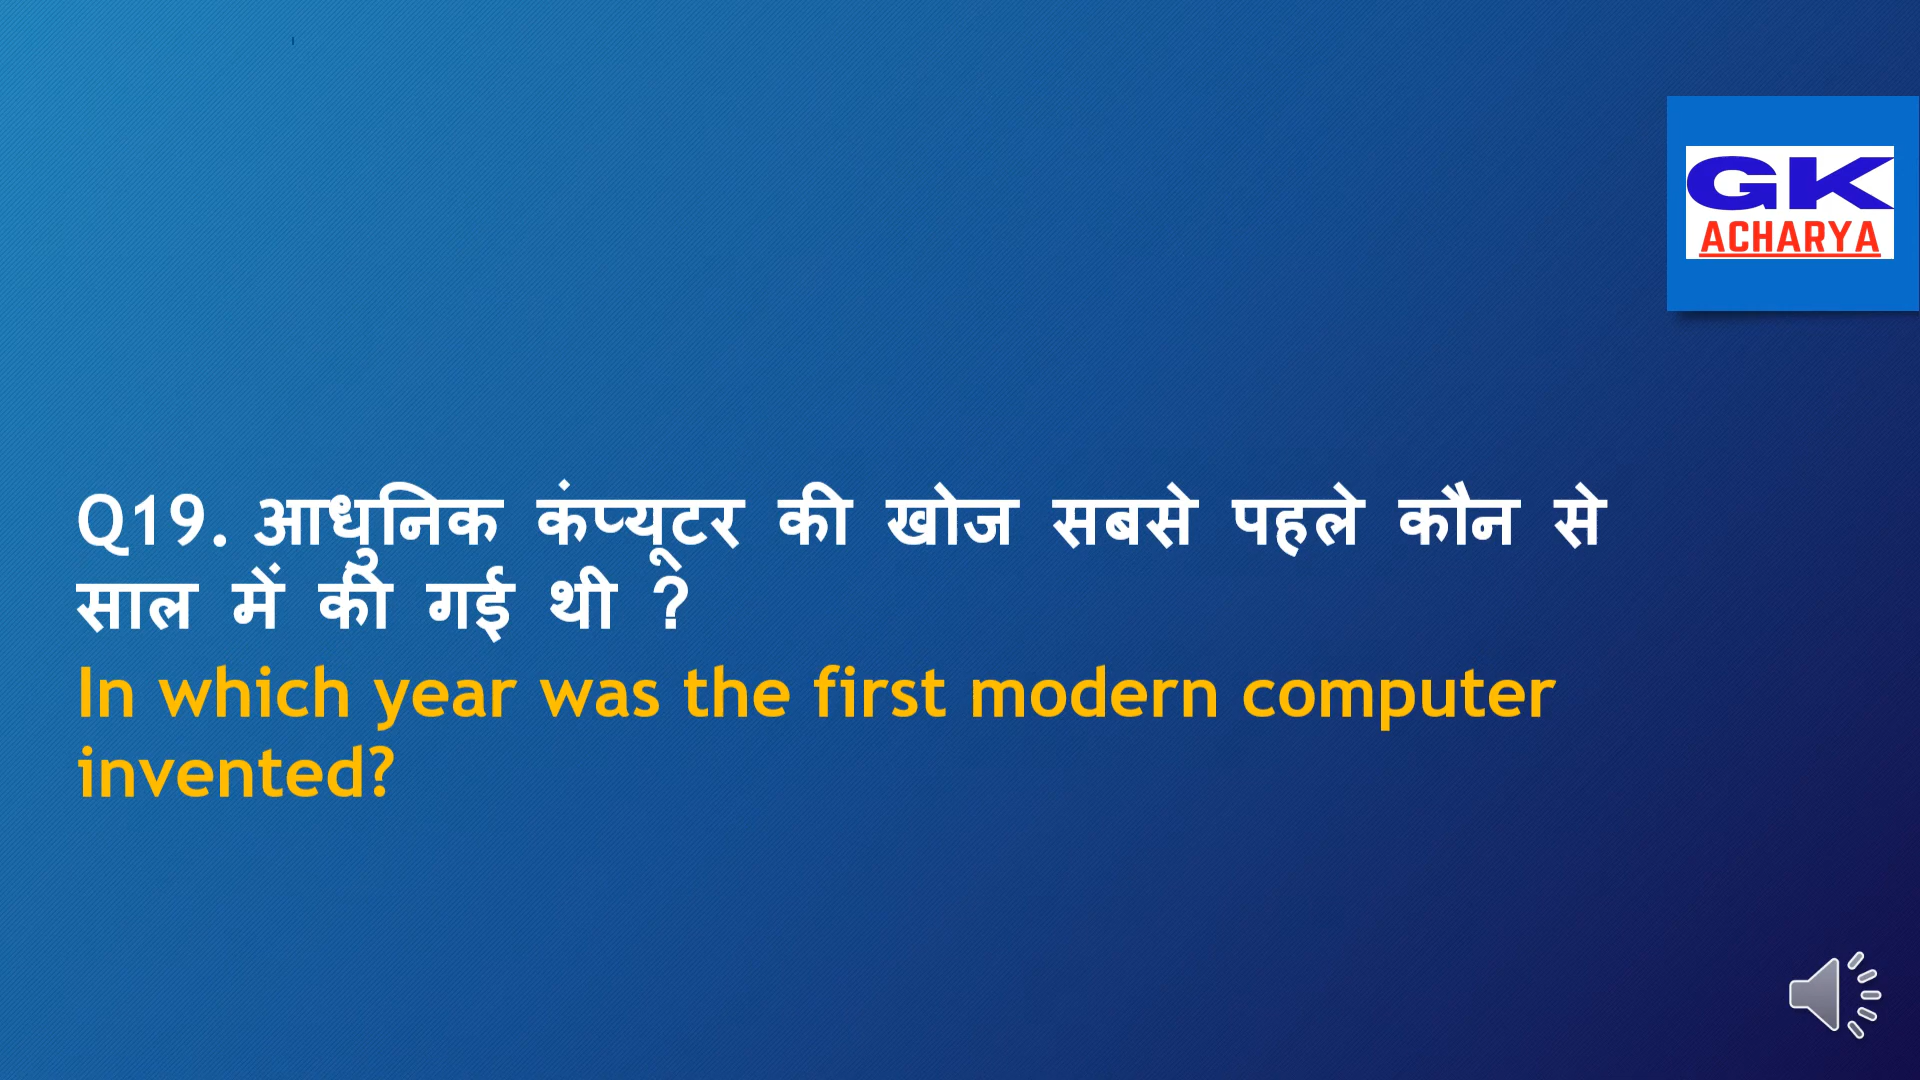 GK
ACHARYA
Q19. आधुनिक कंप्यूटर की खोज सबसे पहले कौन से
साल में की गई थी ?
In which year was the first modern computer
invented?